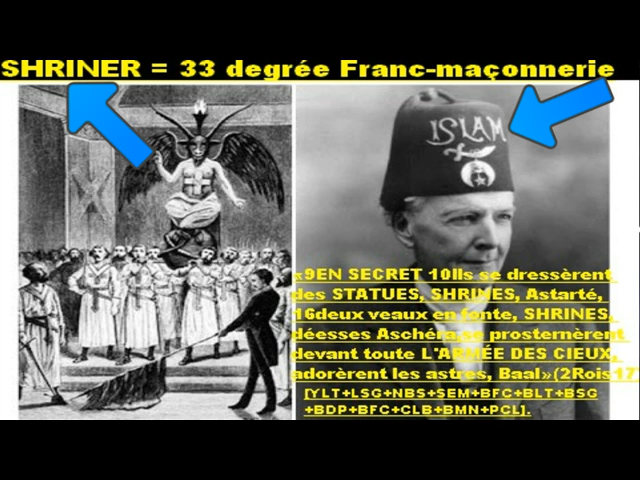 SHRINER = 33 degrée Franc-maçonnerie
ISLAM
«9EN SECRET 10Ils se dressèrent
des STATUES, SHRINES, Astarté,
16deux veaux en fonte, SHRINES,
déesses Aschéra,se prosternèrent
devant toute L'ARMÉE DES CIEUX,
adorèrent les astres, Baal»(2Rois17
[YLT+LSG+NBS+SEM+BFC+BLT+BSG
+BDP+BFC+CLB+BMN+PCL].